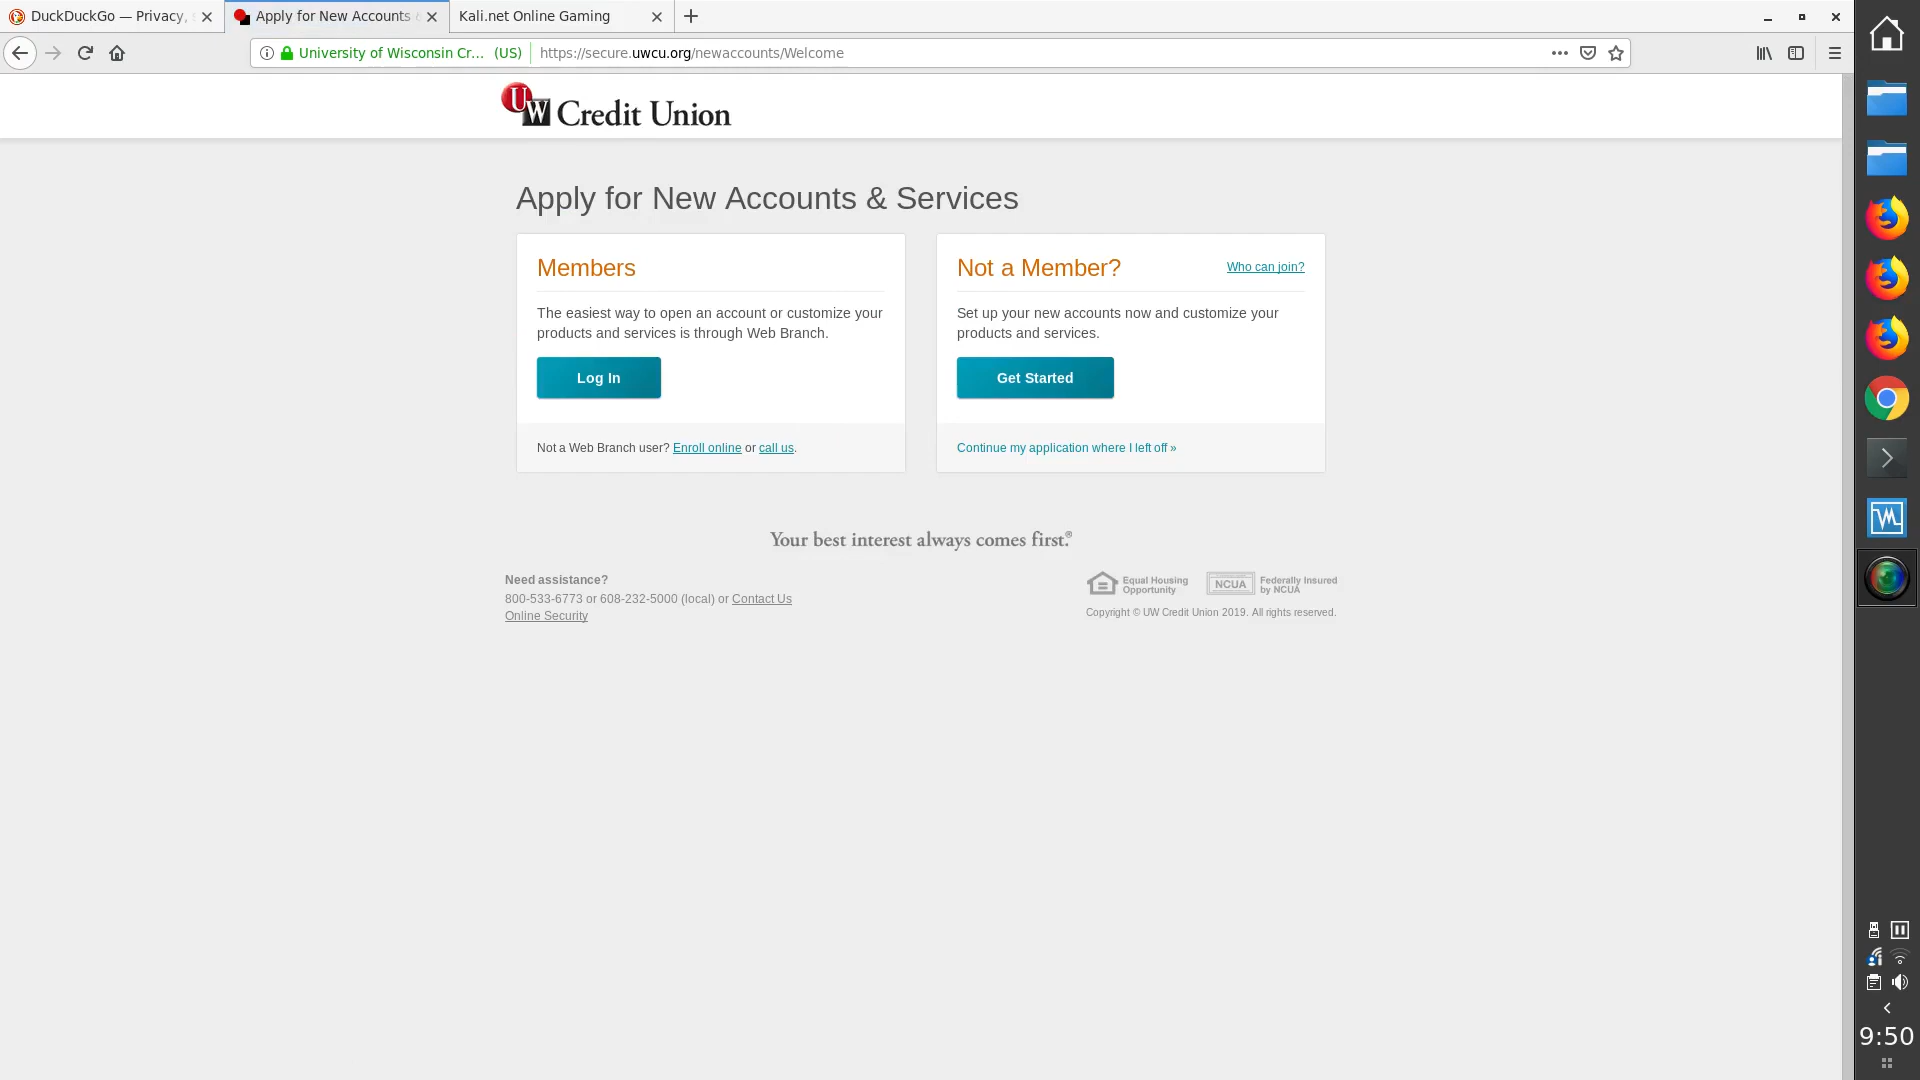 DuckDuckGo — Privacy,
Apply for New Accounts
Kali.net Online Gaming
University of Wisconsin Cr... (US)
https://secure.uwcu.org/newaccounts/Welcome
UW Credit Union
Apply for New Accounts & Services
Members
The easiest way to open an account or customize your
products and services is through Web Branch.
Log In
Not a Web Branch user? Enroll online or call us.
Not a Member?
Who can join?
Set up your new accounts now and customize your
products and services.
Get Started
Continue my application where I left off »
Your best interest always comes first.®
Need assistance?
800-533-6773 or 608-232-5000 (local) or Contact Us
Online Security
Equal Housing
Opportunity
NCUA
Federally Insured
by NCUA
Copyright © UW Credit Union 2019. All rights reserved.
9:50